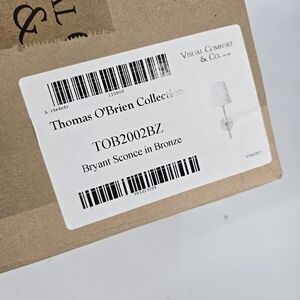 &
VISUAL COMFORT
& CO.
Thomas O'Brien Collection
TOB2002BZ
Bryant Sconce in Bronze